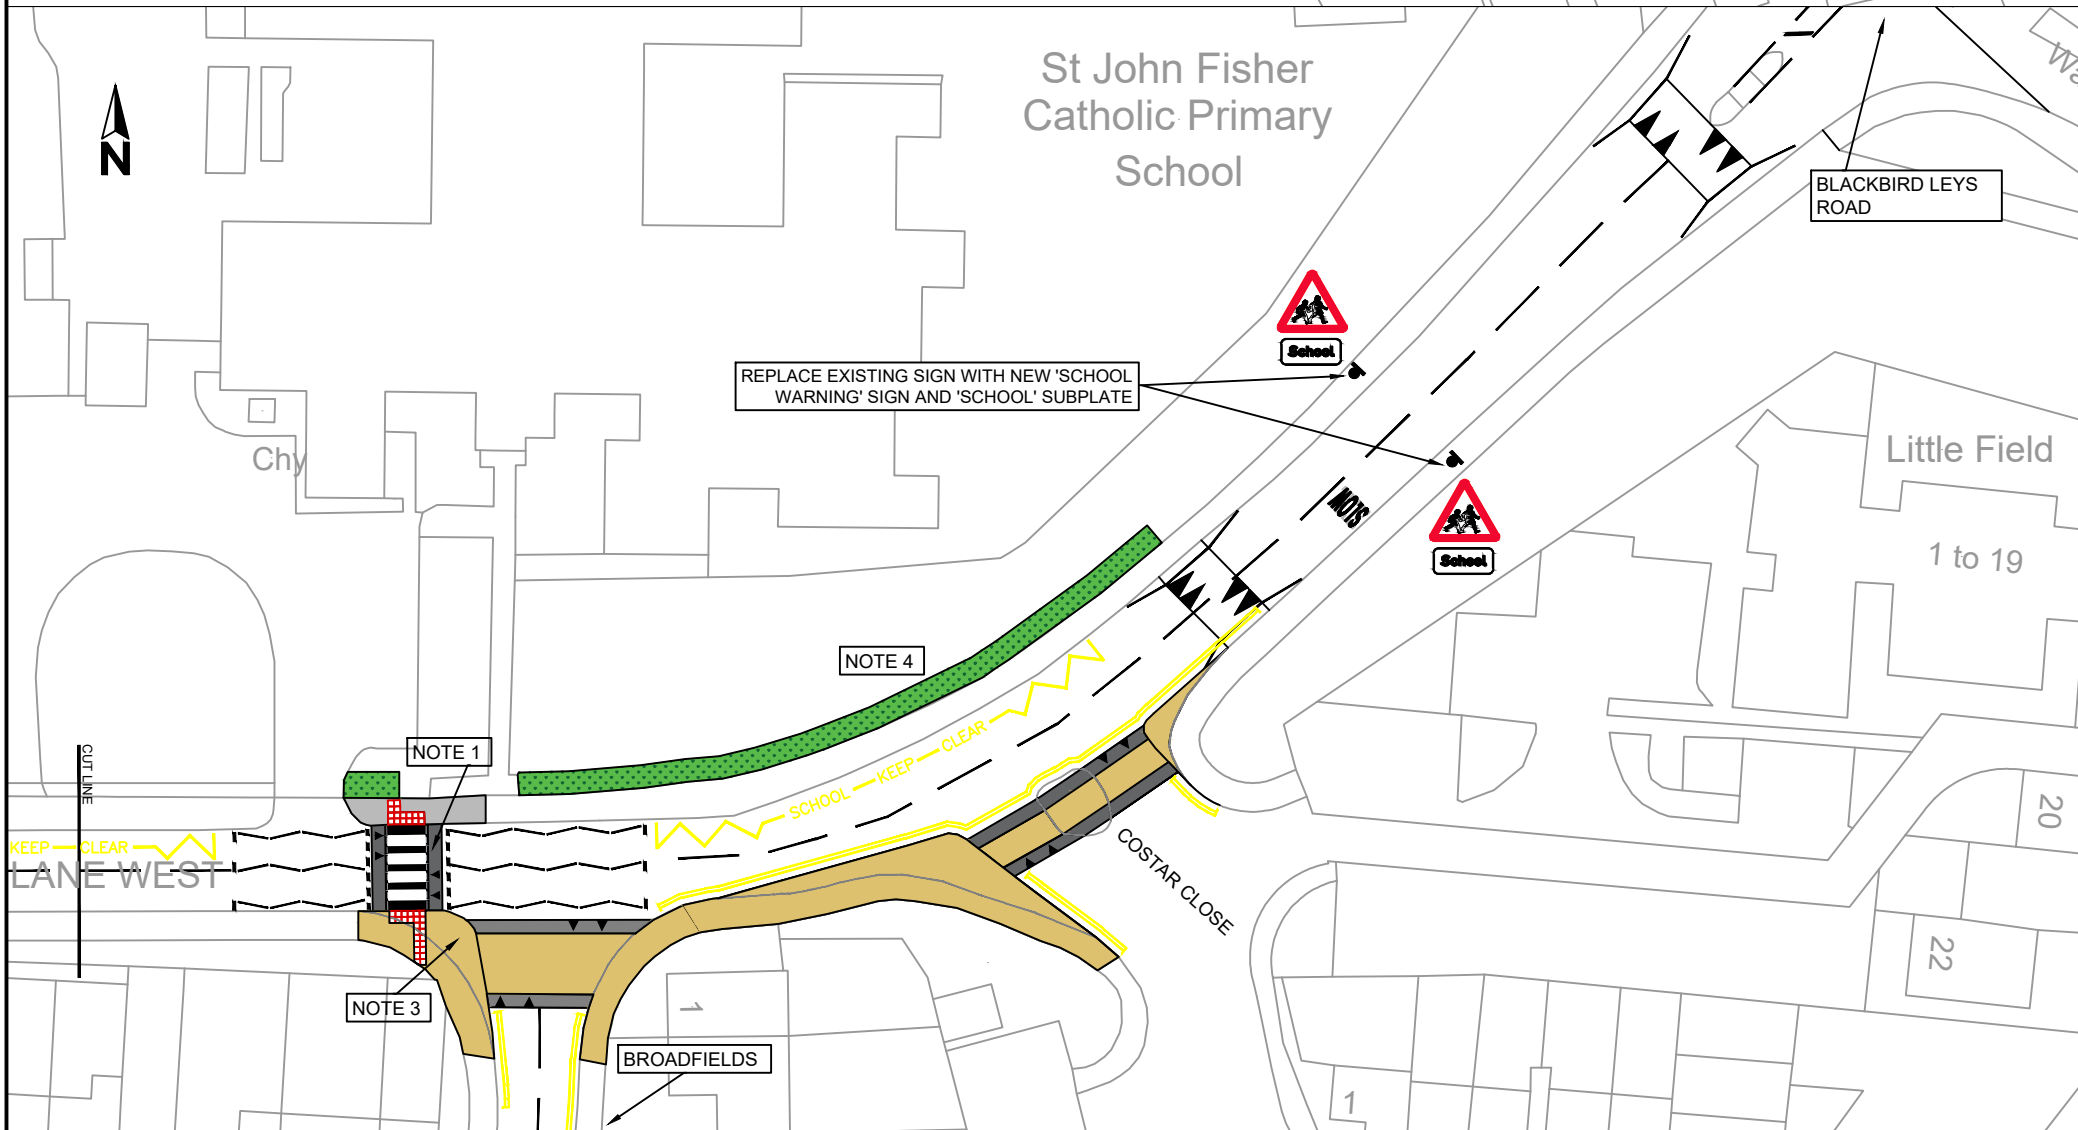 St John Fisher
Catholic Primary
School
N
BLACKBIRD LEYS
ROAD
School
REPLACE EXISTING SIGN WITH NEW 'SCHOOL
WARNING' SIGN AND 'SCHOOL' SUBPLATE
Chy
Little Field
SLOW
School
1 to 19
NOTE 4
NOTE 1
CUT LINE
SCHOOL KEEP CLEAR
20
KEEP CLEAR
LANE WEST
COSTAR CLOSE
22
NOTE 3
1
BROADFIELDS
1